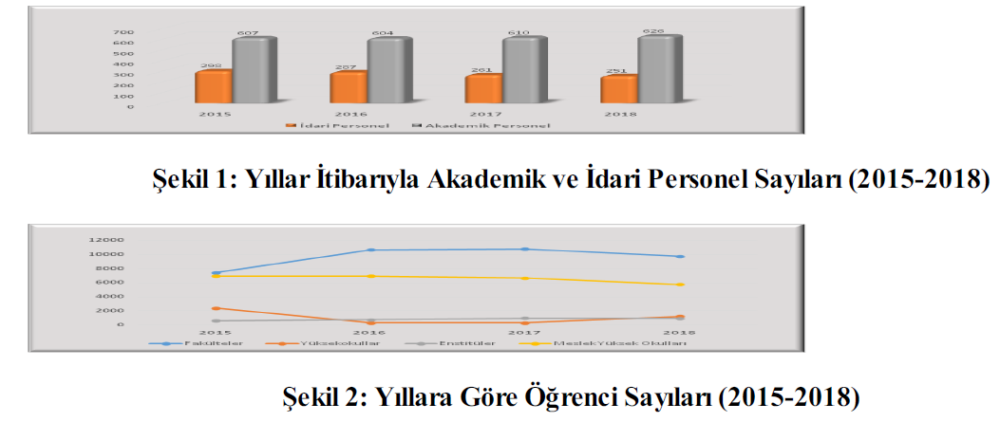 700
600
500
400
300
200
100
0
298 607 287 604 261 610 251 626
2015 2016 2017 2018
İdari Personel Akademik Personel
Şekil 1: Yıllar İtibarıyla Akademik ve İdari Personel Sayıları (2015-2018)
12000
10000
8000
6000
4000
2000
0
2015 2016 2017 2018
Fakülteler Yüksekokullar Enstitüler Meslek Yüksek Okulları
Şekil 2: Yıllara Göre Öğrenci Sayıları (2015-2018)